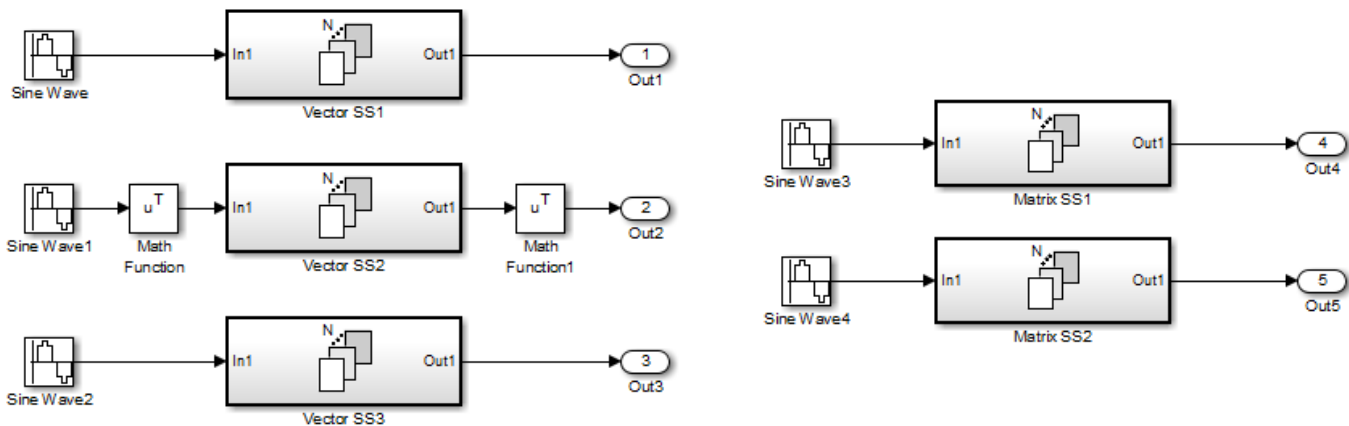 N
In1
Out1
1
Sine Wave
Vector SS1
Out1
N
In1
Out1
uT
uT
2
Sine Wave1
Math
Function
Vector SS2
Math
Function1
Out2
N
In1
Out1
3
Sine Wave2
Vector SS3
Out3
N
In1
Out1
4
Sine Wave3
Matrix SS1
Out4
N
In1
Out1
5
Sine Wave4
Matrix SS2
Out5